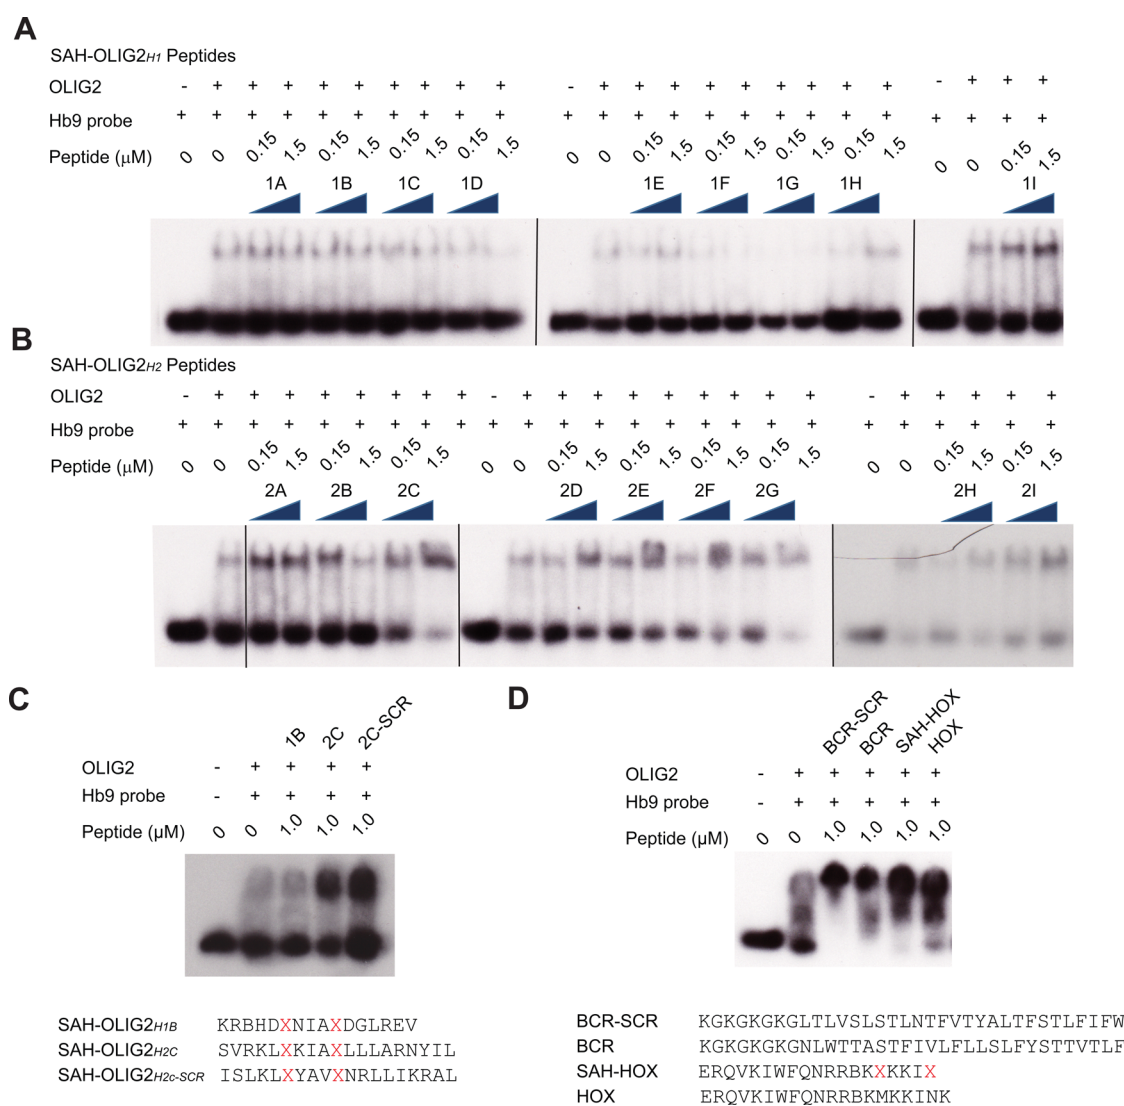 A
SAH-OLIG2H1 Peptides
OLIG2 - + + + + + + + + + - + + + + + + + + + - + + +
Hb9 probe + + + + + + + + + + + + + + + + + + + + + + + +
Peptide (µM) 0 0 0.15 1.5 0.15 1.5 0.15 1.5 0.15 1.5 0 0 0.15 1.5 0.15 1.5 0.15 1.5 0.15 1.5 0 0 0.15 1.5
1A 1B 1C 1D 1E 1F 1G 1H 1I
B
SAH-OLIG2H2 Peptides
OLIG2 - + + + + + + + + - + + + + + + + + + - + + + + +
Hb9 probe + + + + + + + + + + + + + + + + + + + + + + + + +
Peptide (µM) 0 0 0.15 1.5 0.15 1.5 0.15 1.5 0 0 0.15 1.5 0.15 1.5 0.15 1.5 0.15 1.5 0 0 0.15 1.5 0.15 1.5
2A 2B 2C 2D 2E 2F 2G 2H 2I
C
1B 2C 2C-SCR
OLIG2 - + + + +
Hb9 probe - + + + +
Peptide (µM) 0 0 1.0 1.0 1.0
SAH-OLIG2H1B KRBHDXNIAXDGLREV
SAH-OLIG2H2C SVRKLXKIAXLLLARNYIL
SAH-OLIG2H2c-SCR ISLKLXYAVXNRLLIKRAL
D
BCR-SCR BCR SAH-HOX HOX
OLIG2 - + + + + +
Hb9 probe - + + + + +
Peptide (µM) 0 0 1.0 1.0 1.0 1.0
BCR-SCR KGKGKGKGLTLVSLSTLNTFVTYALTFSTLFIFW
BCR KGKGKGKGNLWTTASTFIVLFLLSLFYSTTVTLF
SAH-HOX ERQVKIWFQNRRBKXKKIX
HOX ERQVKIWFQNRRBKMKKINK